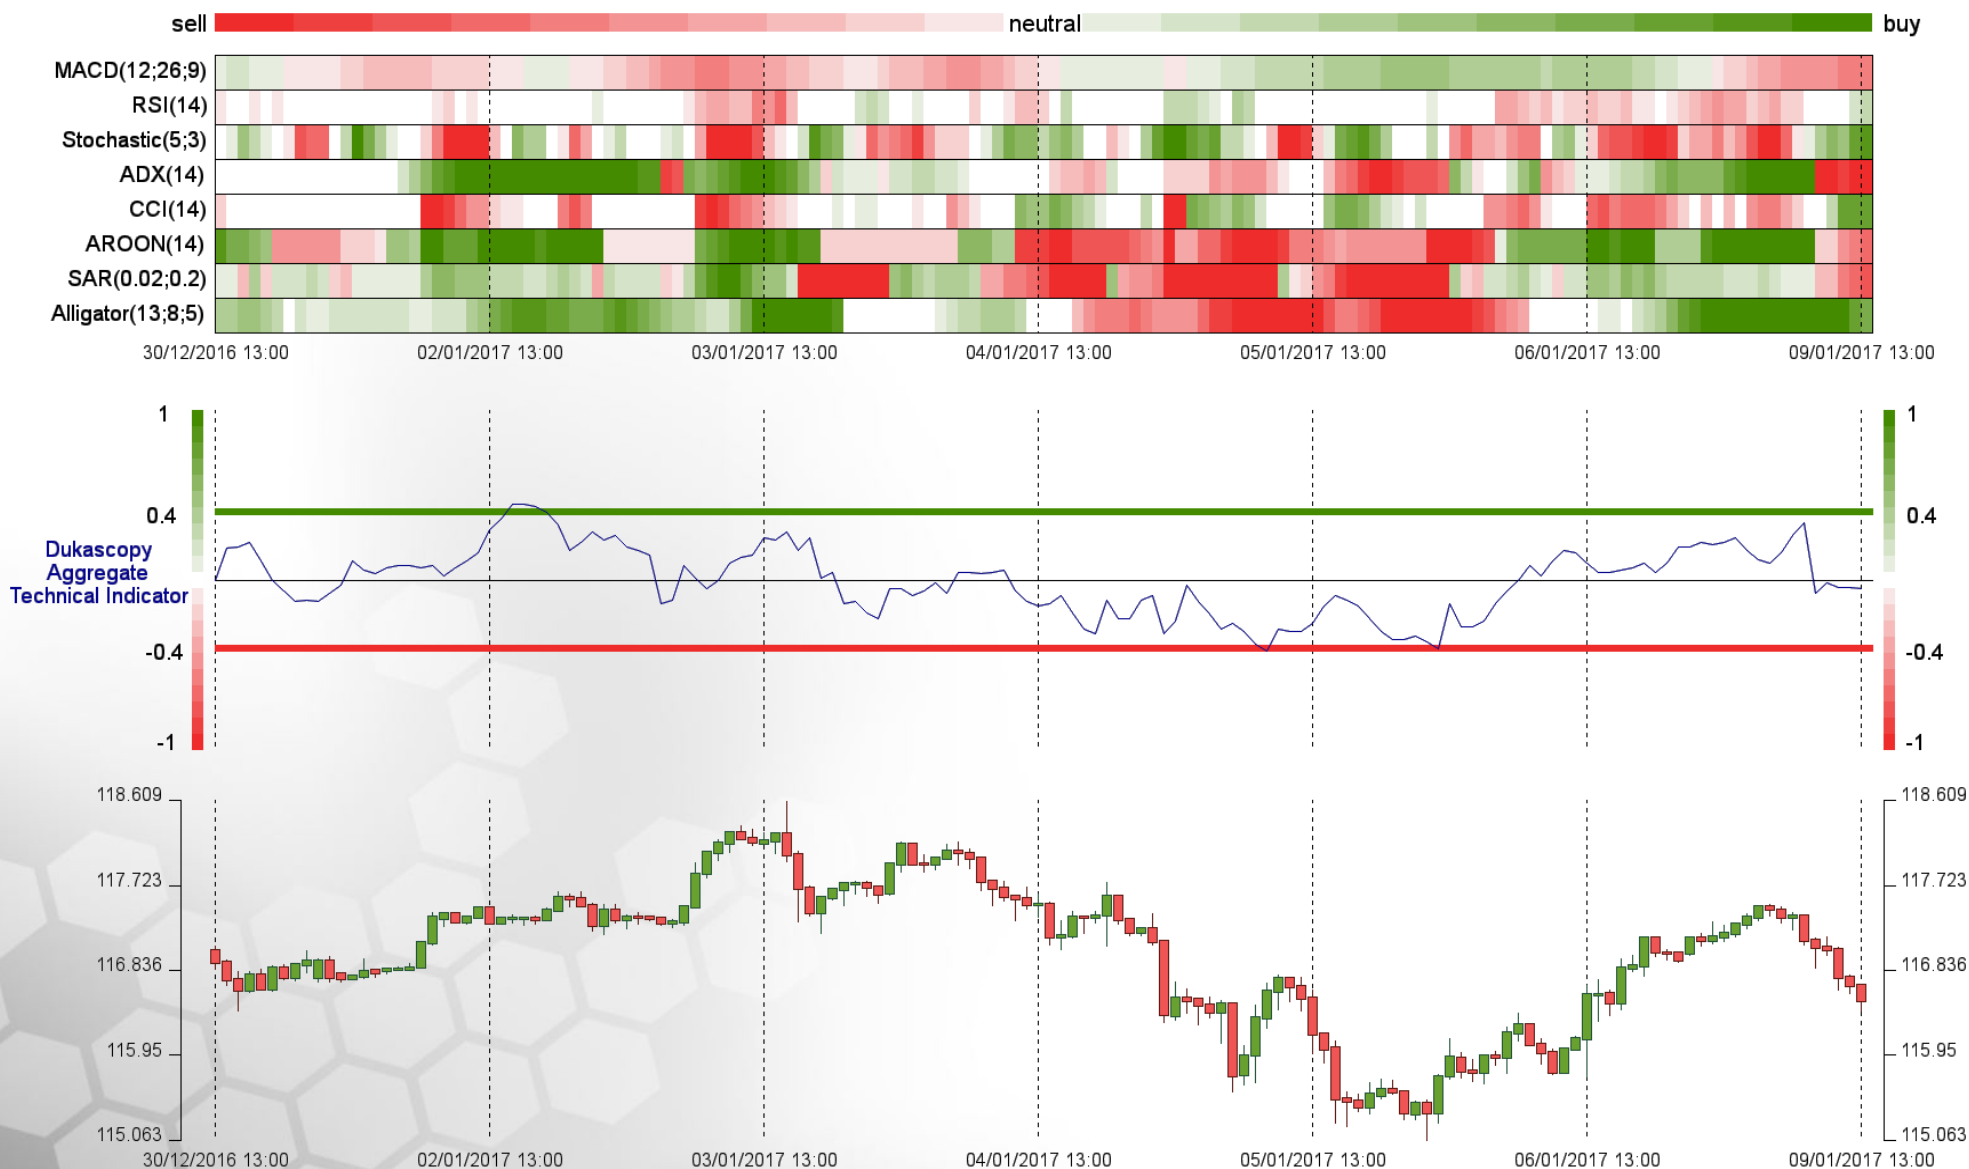 sell neutral buy
MACD(12;26;9)
RSI(14)
Stochastic(5;3)
ADX(14)
CCI(14)
AROON(14)
SAR(0.02;0.2)
Alligator(13;8;5)
30/12/2016 13:00 02/01/2017 13:00 03/01/2017 13:00 04/01/2017 13:00 05/01/2017 13:00 06/01/2017 13:00 09/01/2017 13:00
1 1
0.4 0.4
Dukascopy
Aggregate
Technical Indicator
-0.4 -0.4
-1 -1
118.609 118.609
117.723 117.723
116.836 116.836
115.95 115.95
115.063 115.063
30/12/2016 13:00 02/01/2017 13:00 03/01/2017 13:00 04/01/2017 13:00 05/01/2017 13:00 06/01/2017 13:00 09/01/2017 13:00